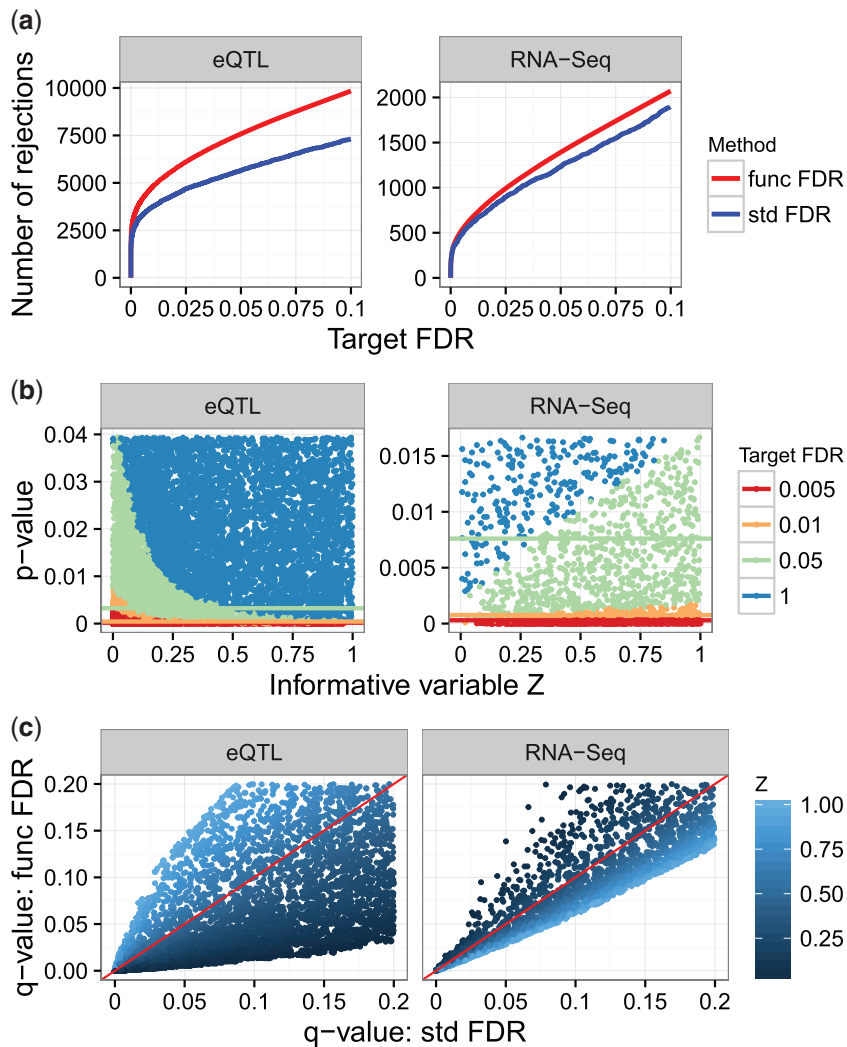 (a)
eQTL
RNA−Seq
Number of rejections
10000
7500
5000
2500
0
2000
1500
1000
500
0
0 0.025 0.05 0.075 0.1
0 0.025 0.05 0.075 0.1
Target FDR
Method
func FDR
std FDR
(b)
eQTL
RNA−Seq
p−value
0.04
0.03
0.02
0.01
0
0.015
0.010
0.005
0
0 0.25 0.5 0.75 1
0 0.25 0.5 0.75 1
Informative variable Z
Target FDR
0.005
0.01
0.05
1
(c)
eQTL
RNA−Seq
q−value: func FDR
0.20
0.15
0.10
0.05
0.00
0 0.05 0.1 0.15 0.2
0 0.05 0.1 0.15 0.2
q−value: std FDR
Z
1.00
0.75
0.50
0.25